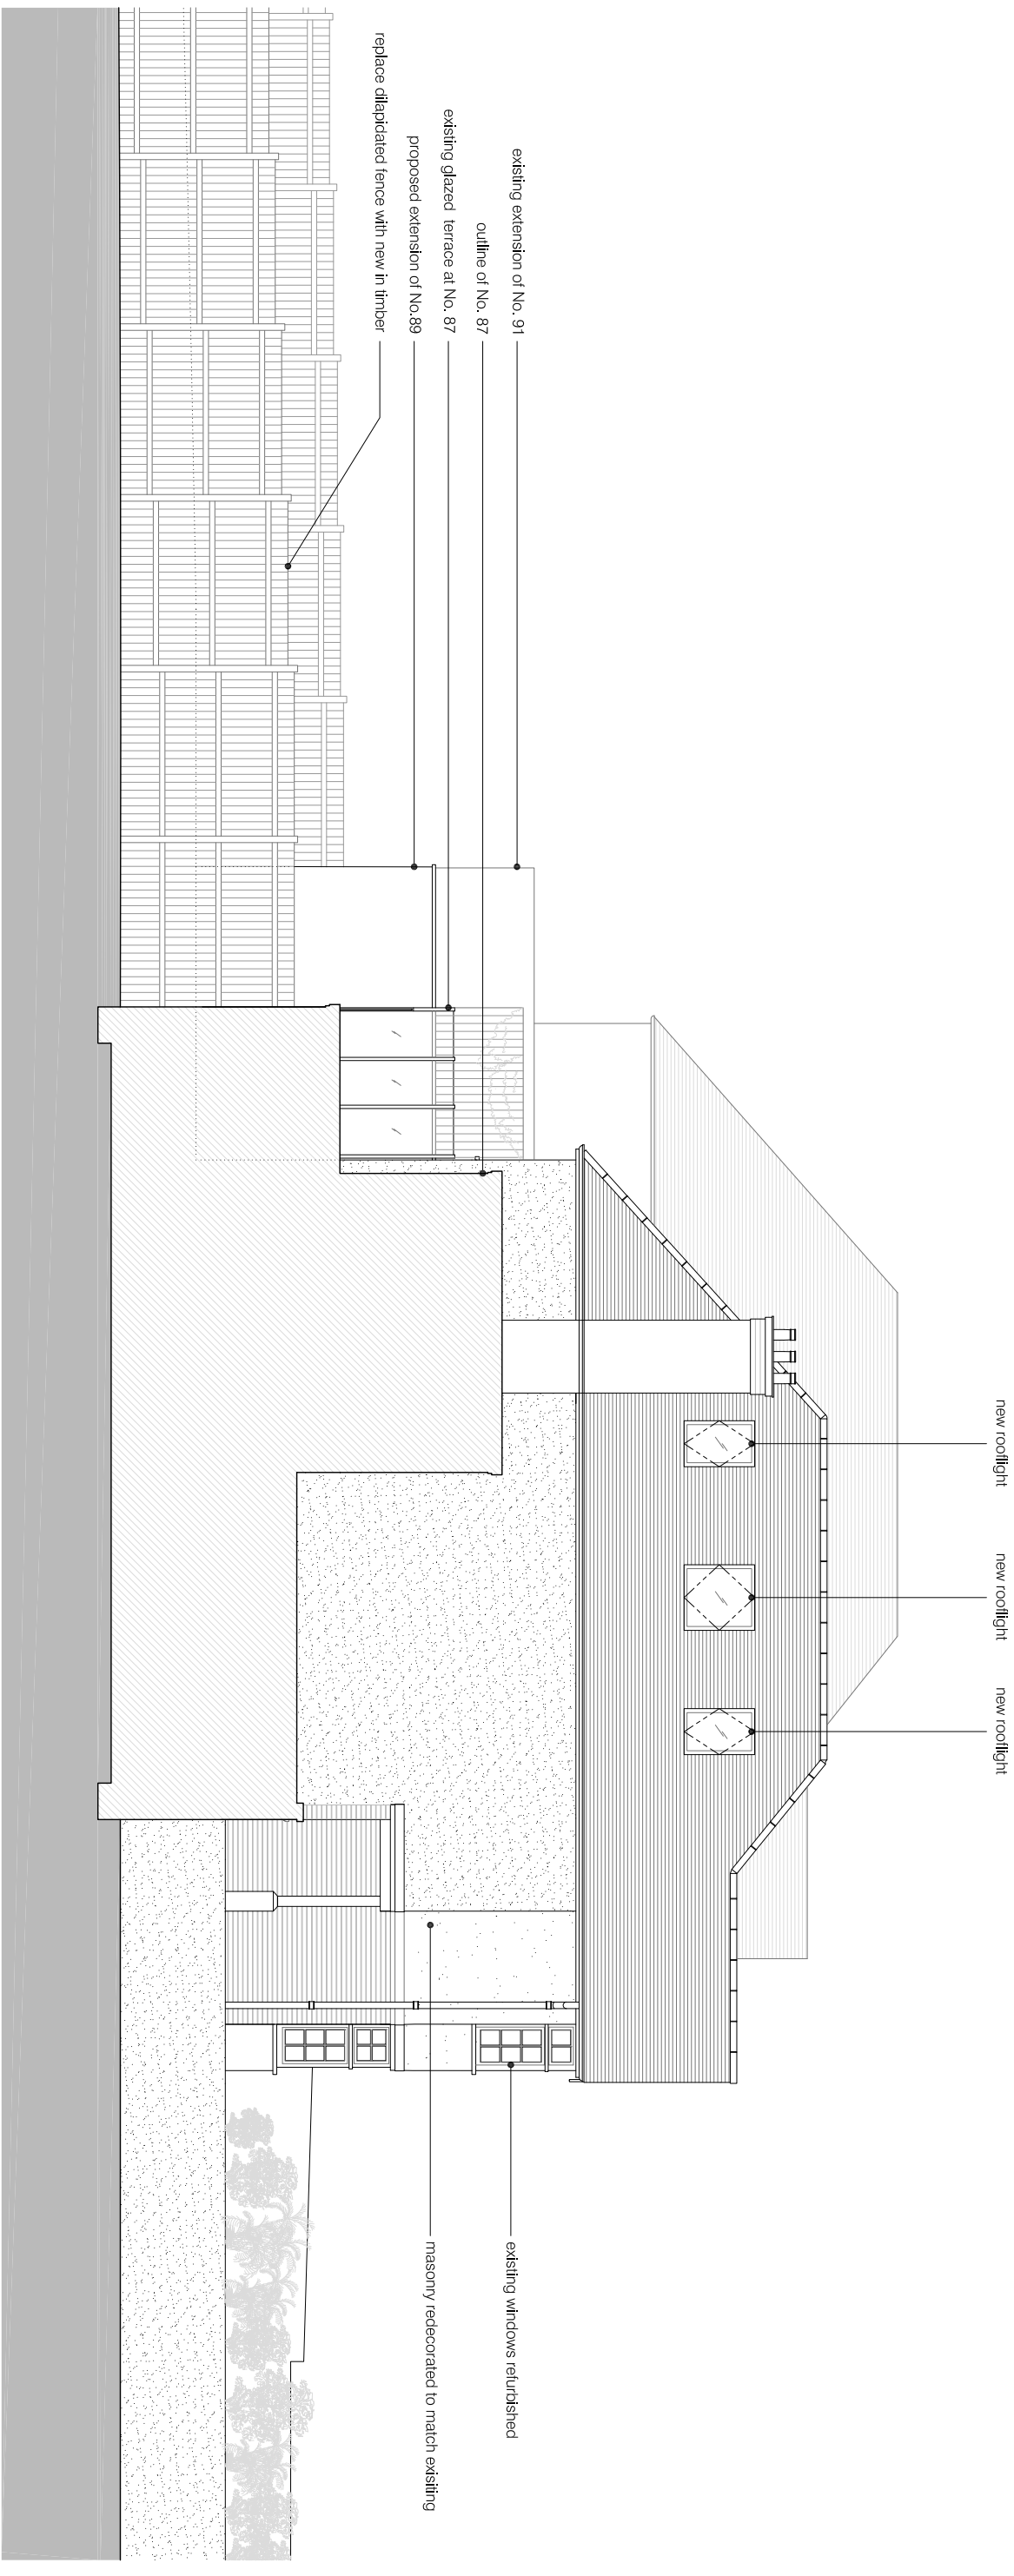 new rooflight
new rooflight
new rooflight
existing extension of No. 91
outline of No. 87
existing glazed terrace at No. 87
proposed extension of No.89
replace dilapidated fence with new in timber
existing windows refurbished
masonry redecorated to match exisiting